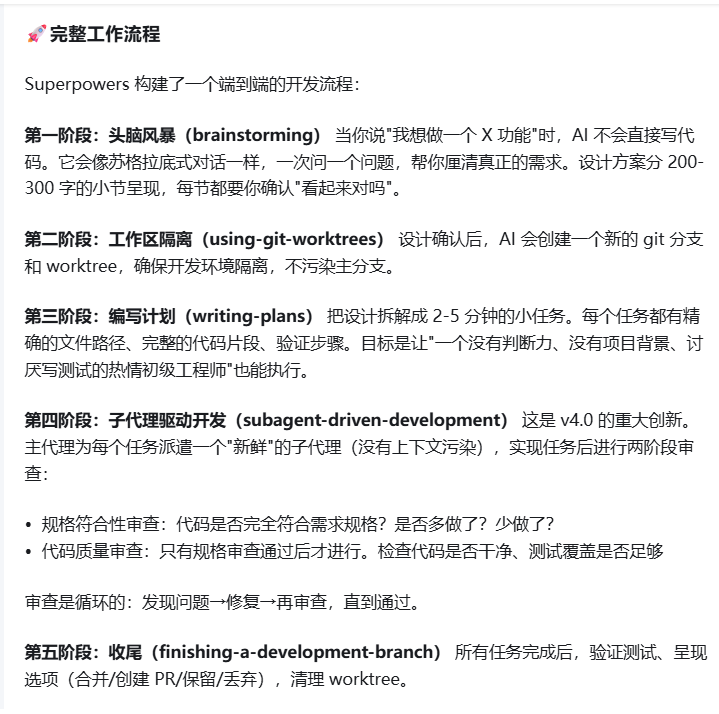 🚀完整工作流程
Superpowers 构建了一个端到端的开发流程：
第一阶段：头脑风暴（brainstorming） 当你说"我想做一个 X 功能"时，AI 不会直接写代
码。它会像苏格拉底式对话一样，一次问一个问题，帮你厘清真正的需求。设计方案分 200-
300 字的小节呈现，每节都要你确认"看起来对吗"。
第二阶段：工作区隔离（using-git-worktrees） 设计确认后，AI 会创建一个新的 git 分支
和 worktree，确保开发环境隔离，不污染主分支。
第三阶段：编写计划（writing-plans） 把设计拆解成 2-5 分钟的小任务。每个任务都有精
确的文件路径、完整的代码片段、验证步骤。目标是让"一个没有判断力、没有项目背景、讨
厌写测试的热情初级工程师"也能执行。
第四阶段：子代理驱动开发（subagent-driven-development） 这是 v4.0 的重大创新。
主代理为每个任务派遣一个"新鲜"的子代理（没有上下文污染），实现任务后进行两阶段审
查：
• 规格符合性审查：代码是否完全符合需求规格？是否多做了？少做了？
• 代码质量审查：只有规格审查通过后才进行。检查代码是否干净、测试覆盖是否足够
审查是循环的：发现问题→修复→再审查，直到通过。
第五阶段：收尾（finishing-a-development-branch） 所有任务完成后，验证测试、呈现
选项（合并/创建 PR/保留/丢弃），清理 worktree。